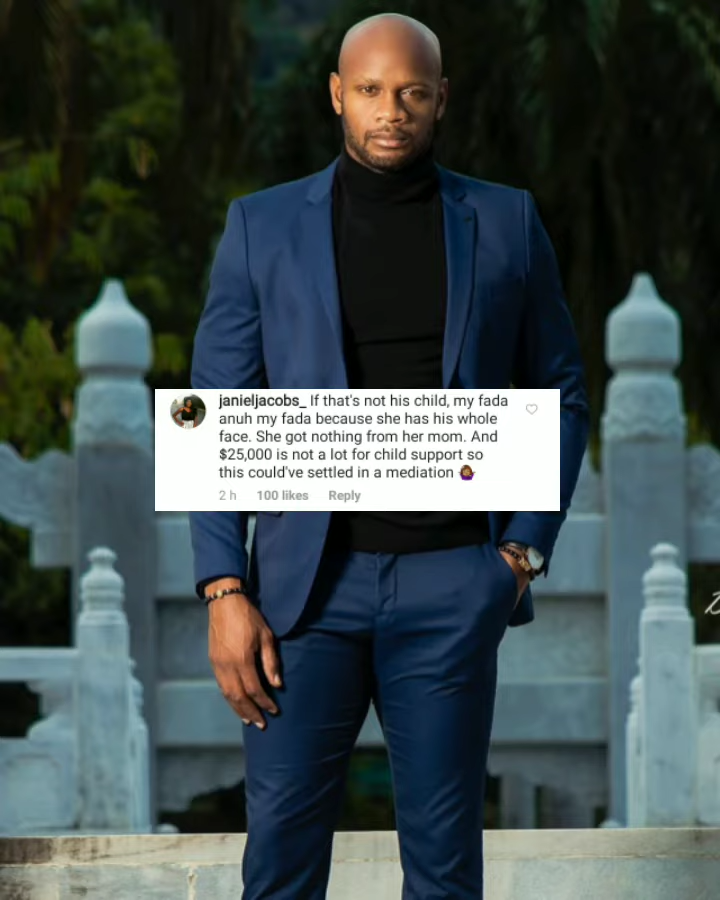 janieljacobs_ If that's not his child, my fada
anuh my fada because she has his whole
face. She got nothing from her mom. And
$25,000 is not a lot for child support so
this could've settled in a mediation 🤷🏾‍♀️
2 h 100 likes Reply